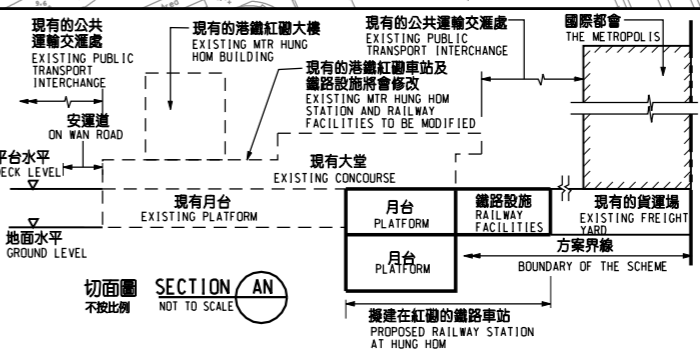 現有的公共
運輸交滙處
EXISTING PUBLIC
TRANSPORT
INTERCHANGE
現有的港鐵紅磡大樓
EXISTING MTR HUNG
HOM BUILDING
現有的公共運輸交滙處
EXISTING PUBLIC
TRANSPORT INTERCHANGE
國際都會
THE METROPOLIS
現有的港鐵紅磡車站及
鐵路設施將會修改
EXISTING MTR HUNG HOM
STATION AND RAILWAY
FACILITIES TO BE MODIFIED
安運道
ON WAN ROAD
平台水平
DECK LEVEL
現有大堂
EXISTING CONCOURSE
現有月台
EXISTING PLATFORM
月台
PLATFORM
鐵路設施
RAILWAY
FACILITIES
現有的貨運場
EXISTING FREIGHT
YARD
地面水平
GROUND LEVEL
月台
PLATFORM
方案界線
BOUNDARY OF THE SCHEME
切面圖
不按比例
SECTION AN
NOT TO SCALE
擬建在紅磡的鐵路車站
PROPOSED RAILWAY STATION
AT HUNG HOM